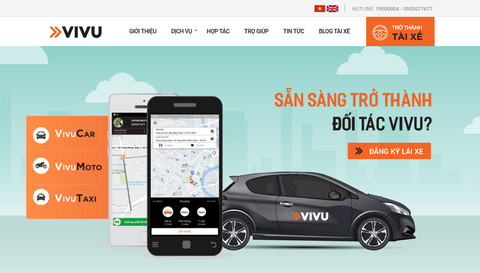 HOTLINE: 19000004 - 0935677677
VIVU
GIỚI THIỆU
DỊCH VỤ
HỢP TÁC
TRỢ GIÚP
TIN TỨC
BLOG TÀI XẾ
TRỞ THÀNH
TÀI XẾ
SẴN SÀNG TRỞ THÀNH
ĐỐI TÁC VIVU?
ĐĂNG KÝ LÁI XE
VIVUCAR
VIVUMOTO
VIVUTAXI
VIVU